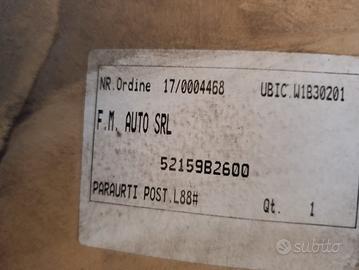 NR.Ordine 17/0004468 UBIC.W1B30201
F.M. AUTO SRL
52159B2600
PARAURTI POST.L88# Qt. 1
subito